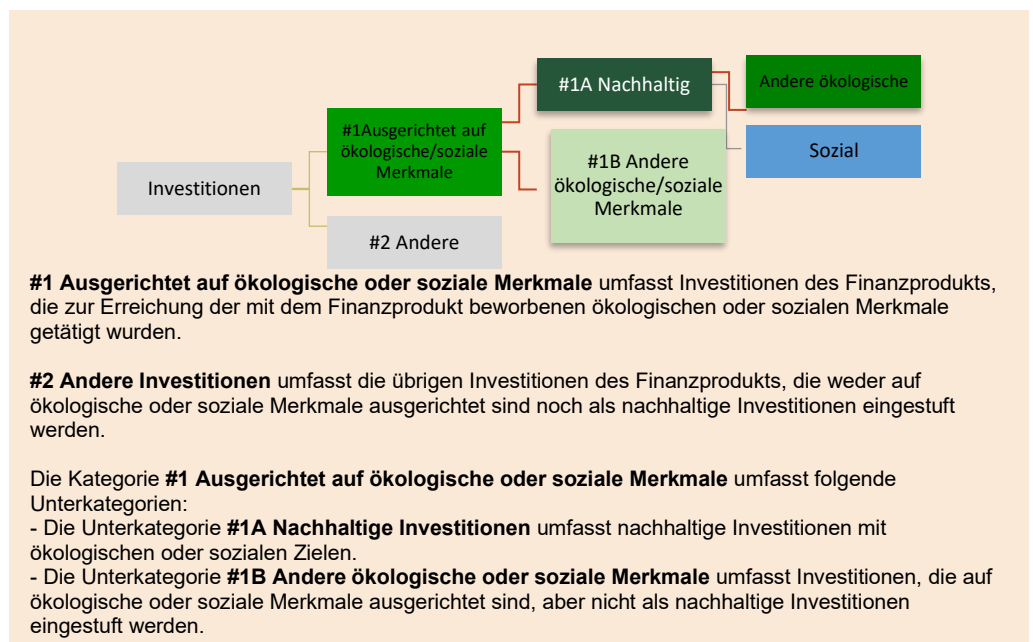 #1A Nachhaltig
Andere ökologische
#1Ausgerichtet auf
ökologische/soziale
Merkmale
#1B Andere
ökologische/soziale
Merkmale
Sozial
Investitionen
#2 Andere
#1 Ausgerichtet auf ökologische oder soziale Merkmale umfasst Investitionen des Finanzprodukts,
die zur Erreichung der mit dem Finanzprodukt beworbenen ökologischen oder sozialen Merkmale
getätigt wurden.
#2 Andere Investitionen umfasst die übrigen Investitionen des Finanzprodukts, die weder auf
ökologische oder soziale Merkmale ausgerichtet sind noch als nachhaltige Investitionen eingestuft
werden.
Die Kategorie #1 Ausgerichtet auf ökologische oder soziale Merkmale umfasst folgende
Unterkategorien:
- Die Unterkategorie #1A Nachhaltige Investitionen umfasst nachhaltige Investitionen mit
ökologischen oder sozialen Zielen.
- Die Unterkategorie #1B Andere ökologische oder soziale Merkmale umfasst Investitionen, die auf
ökologische oder soziale Merkmale ausgerichtet sind, aber nicht als nachhaltige Investitionen
eingestuft werden.